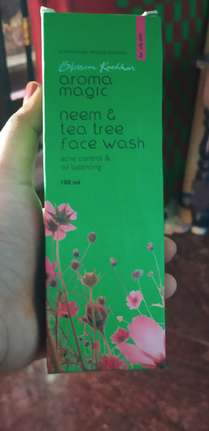 Blossom Kochhar
aroma
magic
neem &
tea tree
face wash
acne control &
oil balancing
100 ml